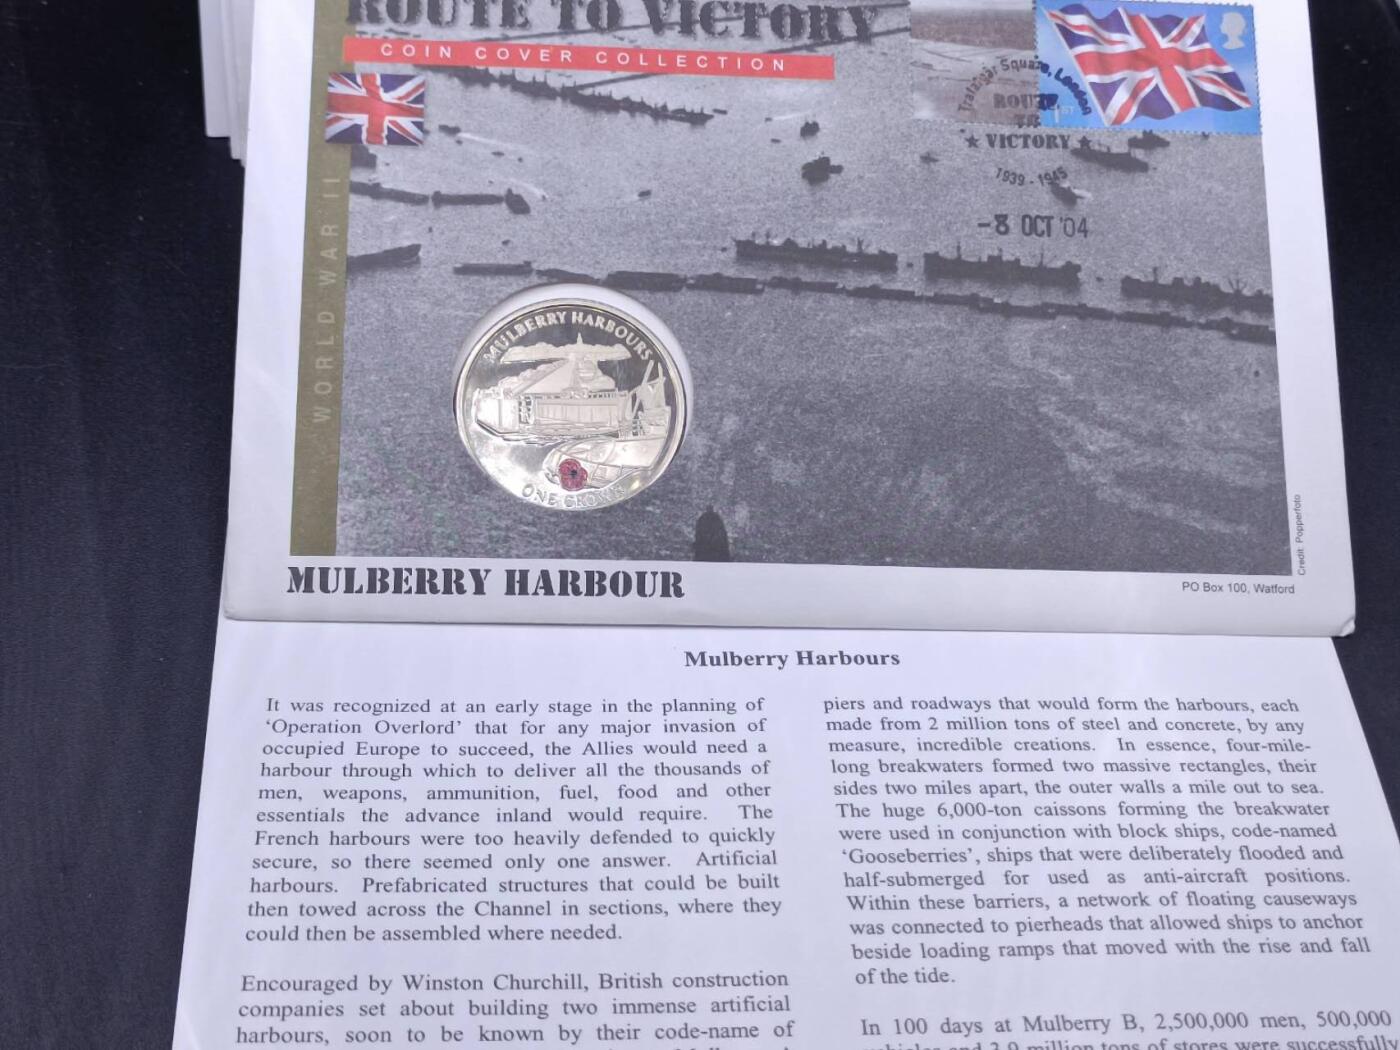 ROUTE TO VICTORY
COIN COVER COLLECTION
WORLD WAR II
Trafalgar Square, London
ROUTE
TO
★ VICTORY ★
1939 - 1945
-8 OCT '04
1ST
MULBERRY HARBOURS
ONE CROWN
Credit: Popperfoto
MULBERRY HARBOUR
PO Box 100, Watford
Mulberry Harbours
It was recognized at an early stage in the planning of
'Operation Overlord' that for any major invasion of
occupied Europe to succeed, the Allies would need a
harbour through which to deliver all the thousands of
men, weapons, ammunition, fuel, food and other
essentials the advance inland would require. The
French harbours were too heavily defended to quickly
secure, so there seemed only one answer. Artificial
harbours. Prefabricated structures that could be built
then towed across the Channel in sections, where they
could then be assembled where needed.
Encouraged by Winston Churchill, British construction
companies set about building two immense artificial
harbours, soon to be known by their code-name of
piers and roadways that would form the harbours, each
made from 2 million tons of steel and concrete, by any
measure, incredible creations. In essence, four-mile-
long breakwaters formed two massive rectangles, their
sides two miles apart, the outer walls a mile out to sea.
The huge 6,000-ton caissons forming the breakwater
were used in conjunction with block ships, code-named
'Gooseberries', ships that were deliberately flooded and
half-submerged for used as anti-aircraft positions.
Within these barriers, a network of floating causeways
was connected to pierheads that allowed ships to anchor
beside loading ramps that moved with the rise and fall
of the tide.
In 100 days at Mulberry B, 2,500,000 men, 500,000
vehicles and 3.9 million tons of stores were successfully